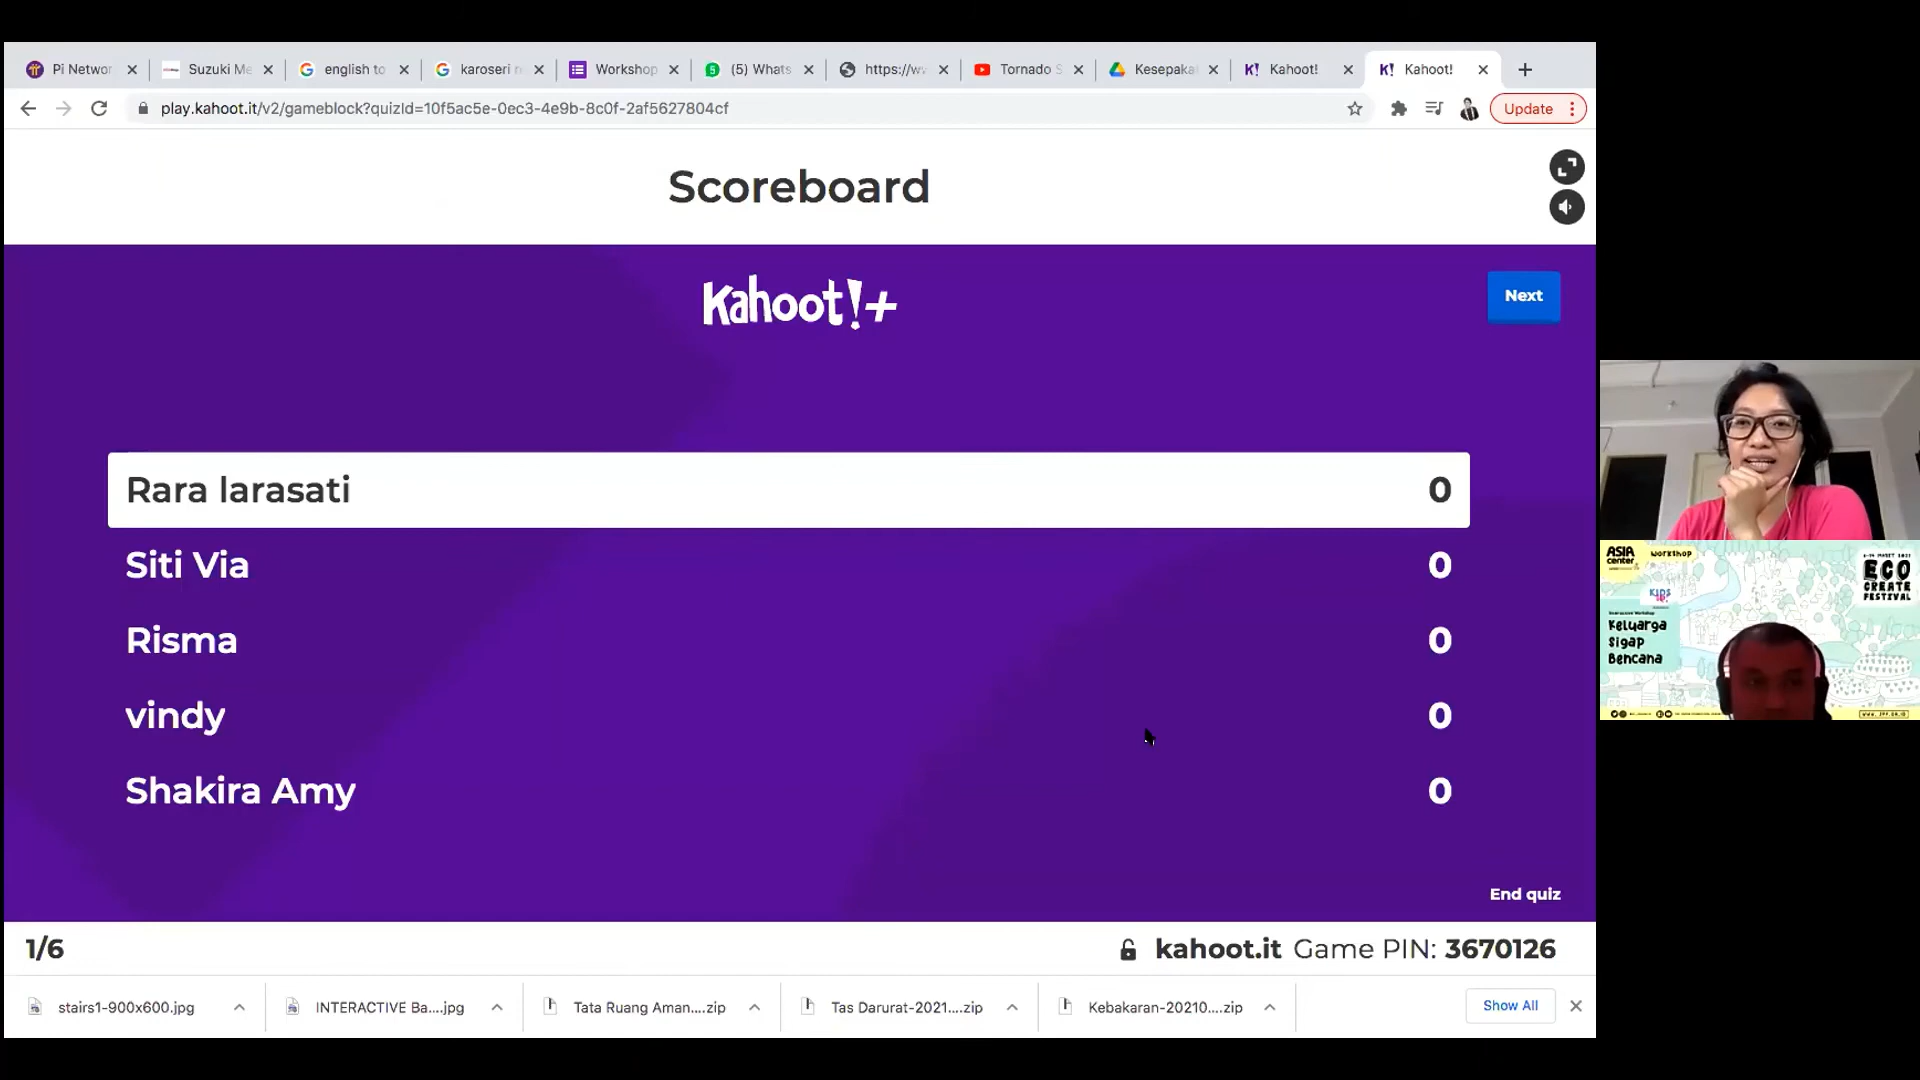 Pi Networ
Suzuki Me
english to
karoseri r
Workshop
(5) Whats
https://w
Tornado S
Kesepaka
K! Kahoot!
K! Kahoot!
play.kahoot.it/v2/gameblock?quizId=10f5ac5e-0ec3-4e9b-8c0f-2af5627804cf
Update
Scoreboard
Kahoot!+
Next
Rara larasati 0
Siti Via 0
Risma 0
vindy 0
Shakira Amy 0
End quiz
1/6
kahoot.it Game PIN: 3670126
stairs1-900x600.jpg
INTERACTIVE Ba....jpg
Tata Ruang Aman....zip
Tas Darurat-2021....zip
Kebakaran-20210....zip
Show All
ASIA
center
workshop
ECO
CREATE
FESTIVAL
KIDS
Keluarga
Sigap
Bencana